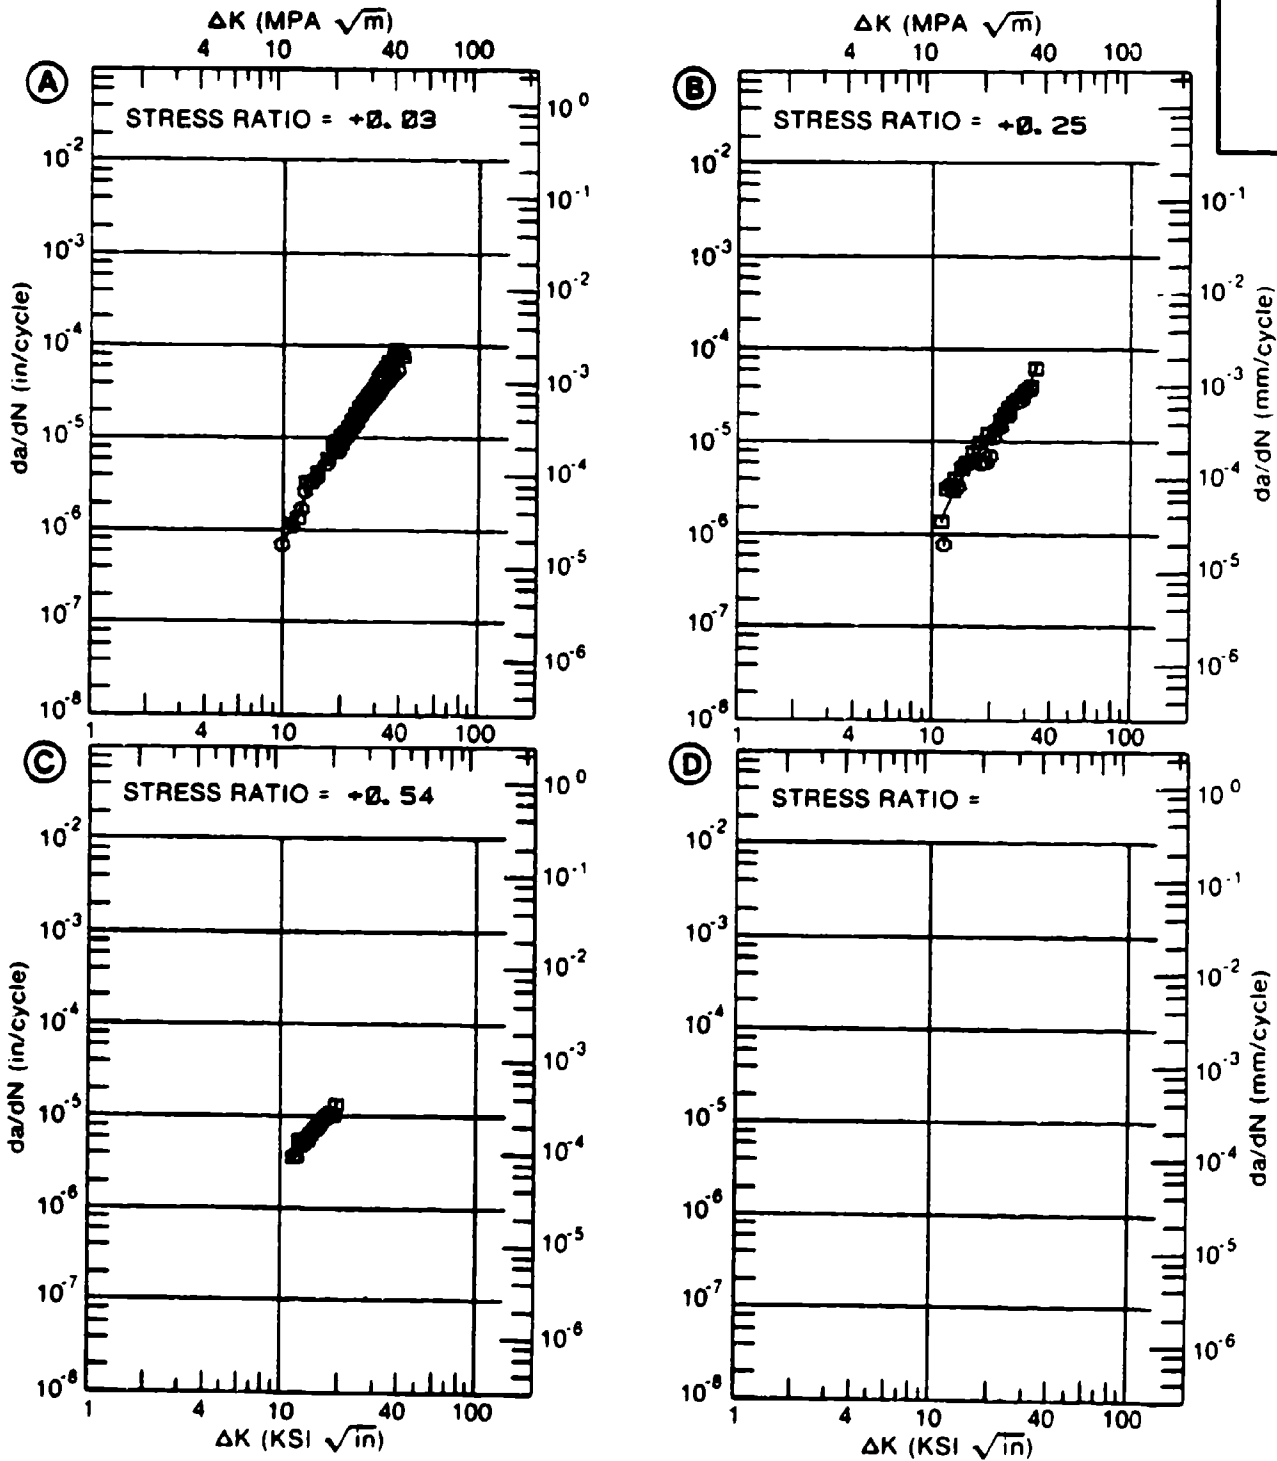 ΔK (MPA √m)
4 10 40 100
A
STRESS RATIO = +0.03
10⁻²
10⁻³
10⁻⁴
10⁻⁵
10⁻⁶
10⁻⁷
10⁻⁸
da/dN (in/cycle)
10⁰
10⁻¹
10⁻²
10⁻³
10⁻⁴
10⁻⁵
10⁻⁶
1 4 10 40 100
ΔK (MPA √m)
4 10 40 100
B
STRESS RATIO = +0.25
10⁻²
10⁻³
10⁻⁴
10⁻⁵
10⁻⁶
10⁻⁷
10⁻⁸
10⁻¹
10⁻²
10⁻³
10⁻⁴
10⁻⁵
10⁻⁶
da/dN (mm/cycle)
1 4 10 40 100
C
STRESS RATIO = +0.54
10⁻²
10⁻³
10⁻⁴
10⁻⁵
10⁻⁶
10⁻⁷
10⁻⁸
da/dN (in/cycle)
10⁰
10⁻¹
10⁻²
10⁻³
10⁻⁴
10⁻⁵
10⁻⁶
1 4 10 40 100
ΔK (KSI √in)
D
STRESS RATIO =
10⁻²
10⁻³
10⁻⁴
10⁻⁵
10⁻⁶
10⁻⁷
10⁻⁸
10⁰
10⁻¹
10⁻²
10⁻³
10⁻⁴
10⁻⁵
10⁻⁶
da/dN (mm/cycle)
1 4 10 40 100
ΔK (KSI √in)